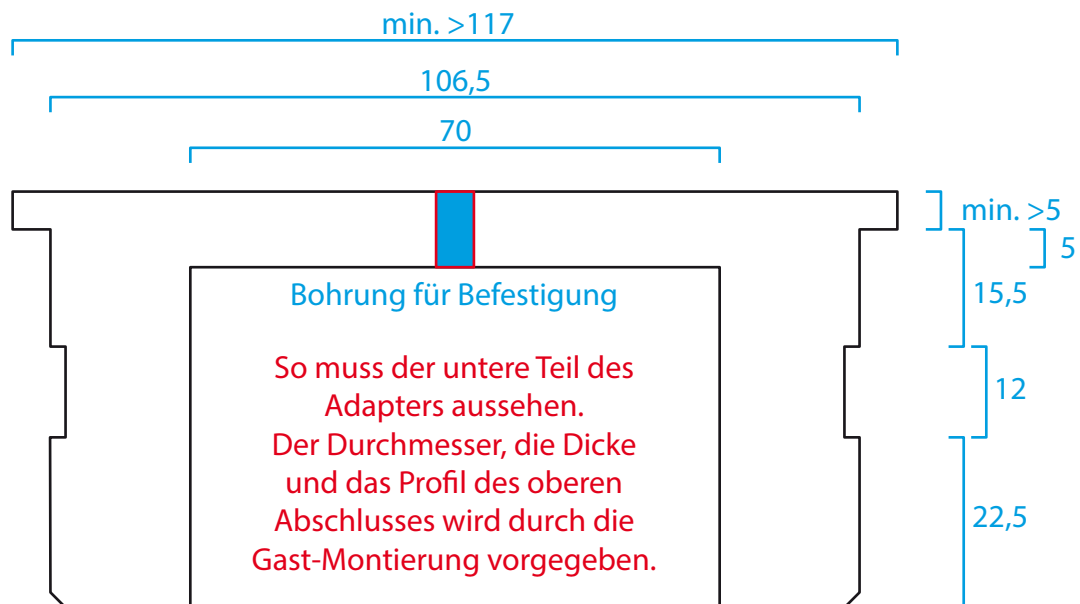 min. >117
106,5
70
min. >5
5
15,5
Bohrung für Befestigung
So muss der untere Teil des
Adapters aussehen.
12
Der Durchmesser, die Dicke
und das Profil des oberen
Abschlusses wird durch die
22,5
Gast-Montierung vorgegeben.